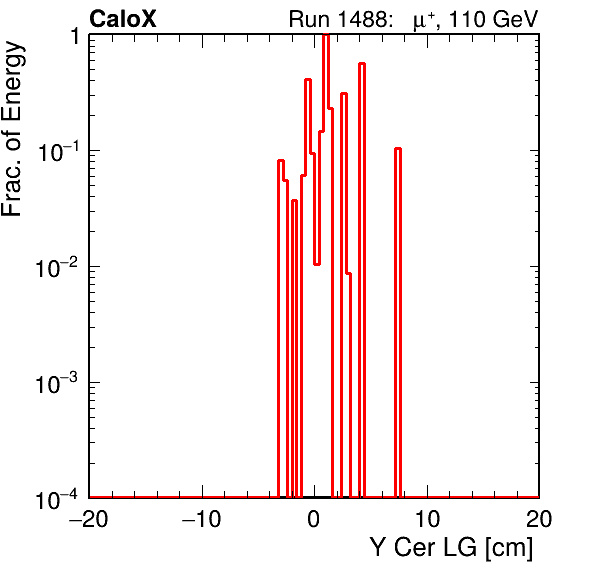 CaloX Run 1488: μ⁺, 110 GeV
Frac. of Energy
1
10⁻¹
10⁻²
10⁻³
10⁻⁴
−20 −10 0 10 20
Y Cer LG [cm]